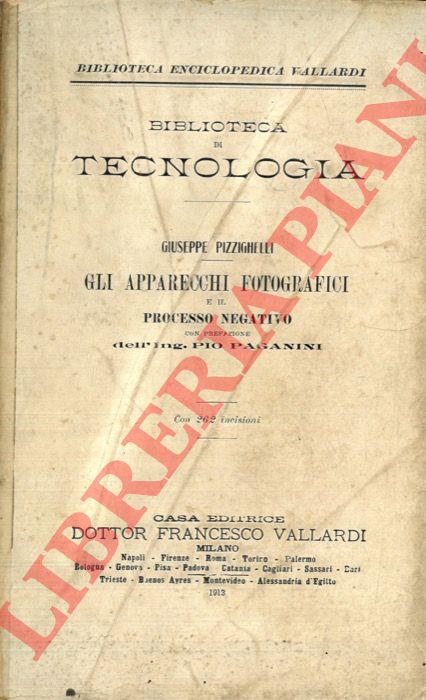 BIBLIOTECA ENCICLOPEDICA VALLARDI
BIBLIOTECA
DI
TECNOLOGIA
GIUSEPPE PIZZIGHELLI
GLI APPARECCHI FOTOGRAFICI
E IL
PROCESSO NEGATIVO
CON PREFAZIONE
dell'ing. PIO PAGANINI
Con 262 incisioni
CASA EDITRICE
DOTTOR FRANCESCO VALLARDI
MILANO
Napoli - Firenze - Roma - Torino - Palermo
Bologna - Genova - Pisa - Padova - Catania - Cagliari - Sassari - Bari
Trieste - Buenos Ayres - Montevideo - Alessandria d'Egitto
1913
LIBRERIA PIANI